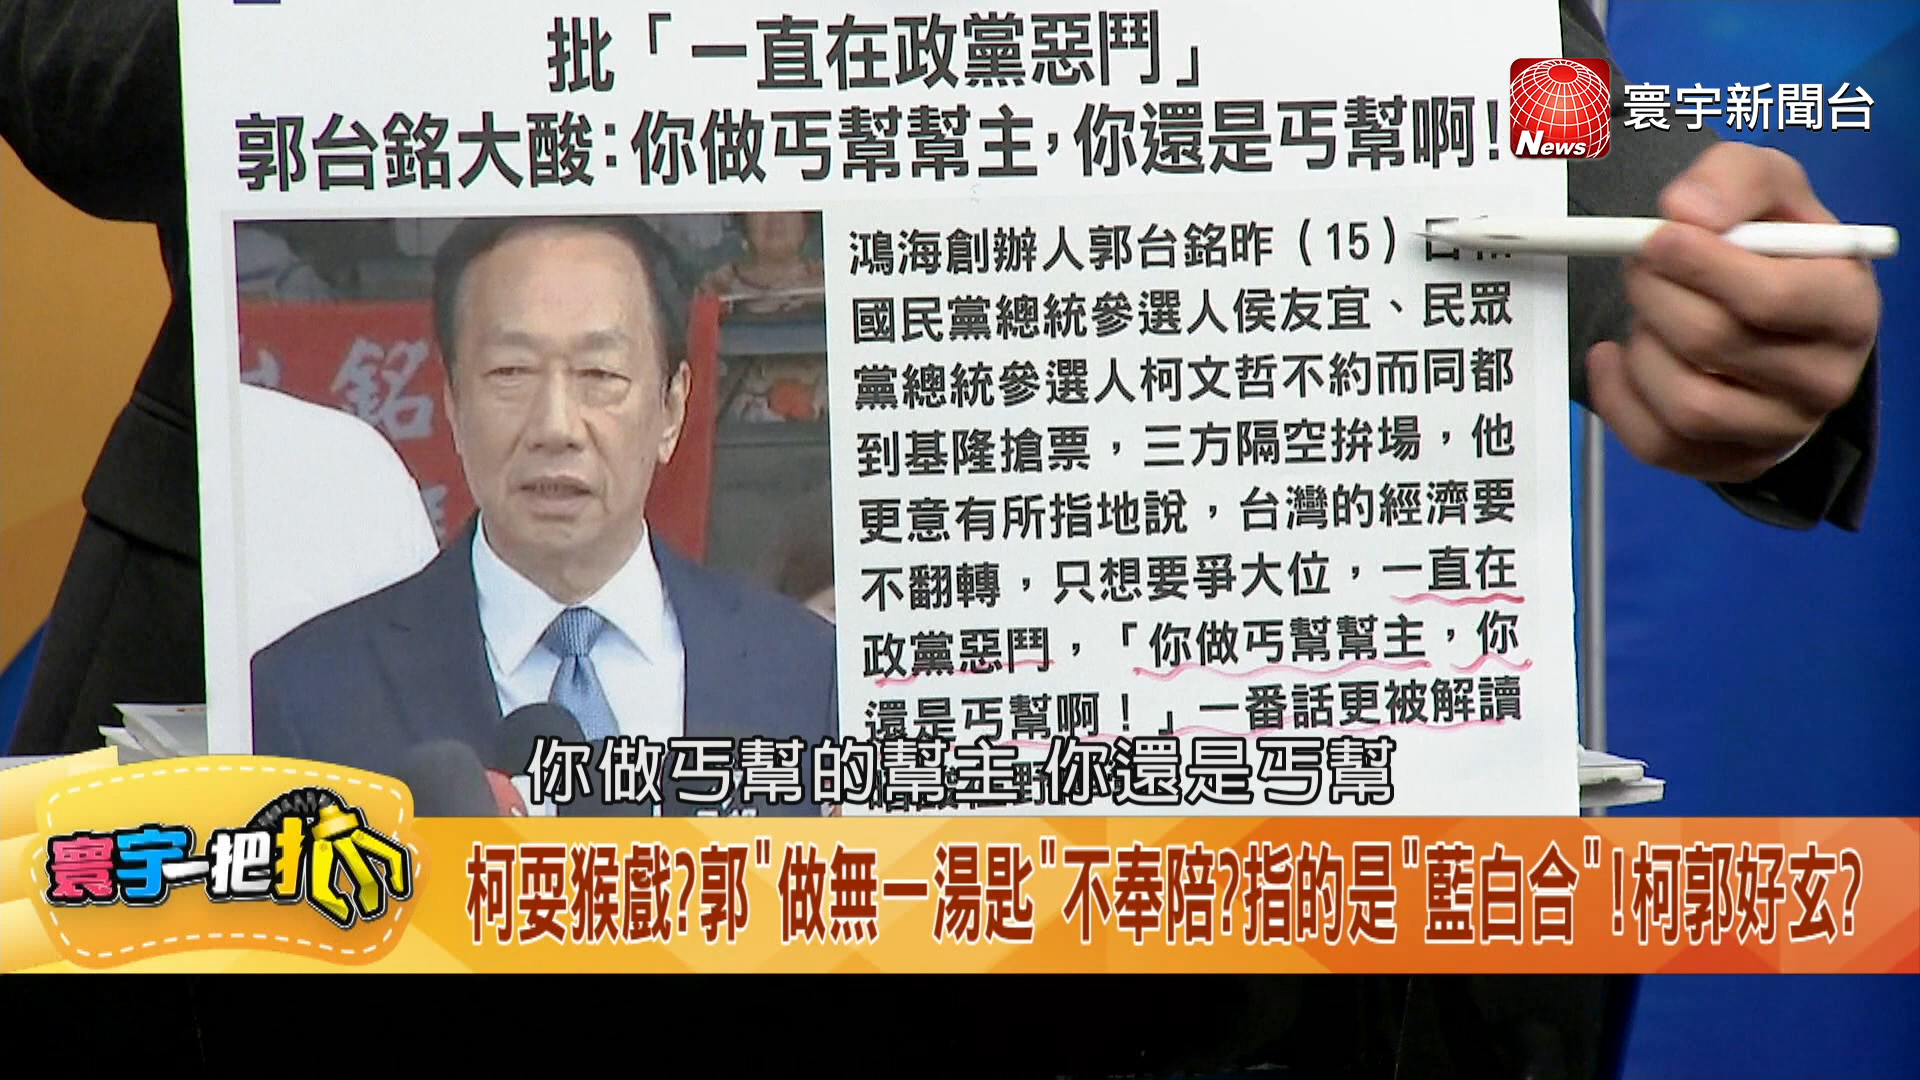 批「一直在政黨惡鬥」
郭台銘大酸:你做丐幫幫主,你還是丐幫啊!
News
寰宇新聞台
銘
鴻海創辦人郭台銘昨(15)日和
國民黨總統參選人侯友宜、民眾
黨總統參選人柯文哲不約而同都
到基隆搶票,三方隔空拚場,他
更意有所指地說,台灣的經濟要
不翻轉,只想要爭大位,一直在
政黨惡鬥,「你做丐幫幫主,你
還是丐幫啊!」一番話更被解讀
你做丐幫的幫主 你還是丐幫
寰宇一把抓
柯耍猴戲?郭"做無一湯匙"不奉陪?指的是"藍白合"!柯郭好玄?